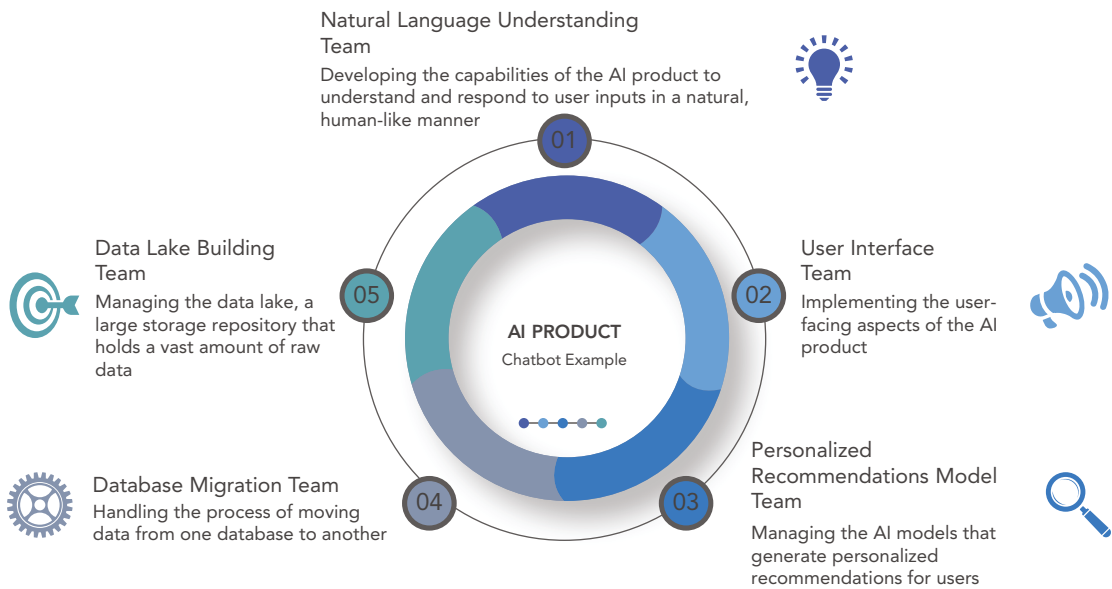 Natural Language Understanding
Team
Developing the capabilities of the AI product to
understand and respond to user inputs in a natural,
human-like manner
01
User Interface
Team
Implementing the user-
facing aspects of the AI
product
02
Personalized
Recommendations Model
Team
Managing the AI models that
generate personalized
recommendations for users
03
Database Migration Team
Handling the process of moving
data from one database to another
04
Data Lake Building
Team
Managing the data lake, a
large storage repository that
holds a vast amount of raw
data
05
AI PRODUCT
Chatbot Example